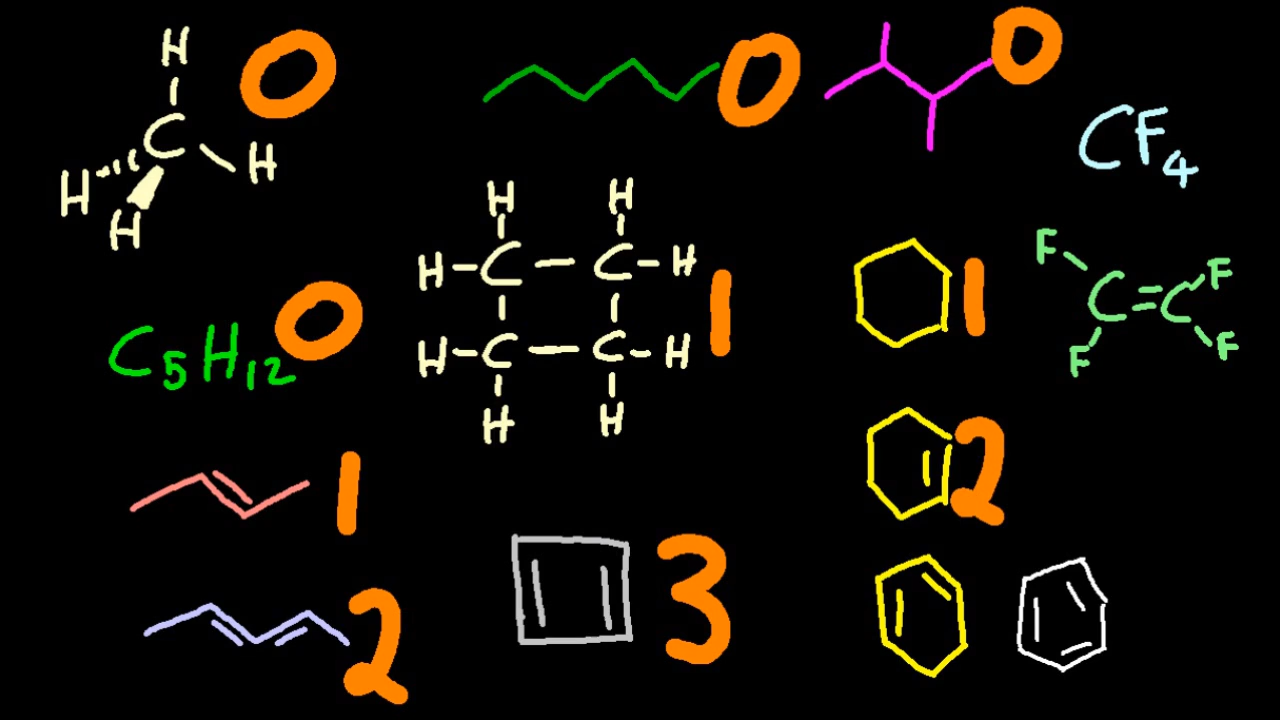 H 0 0 0
C CF₄
H H
H
H H
H C C H 1 1 F
C₅H₁₂ 0 C=C F
H C C H F F
H H
1 2
3
2